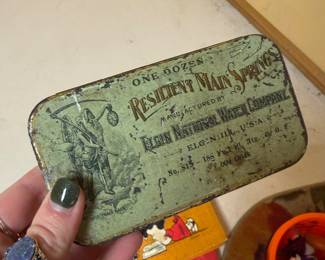 ONE DOZEN
RESILIENT MAIN SPRINGS
MANUFACTURED BY
ELGIN NATIONAL WATCH COMPANY.
ELGIN, ILL., U.S.A.